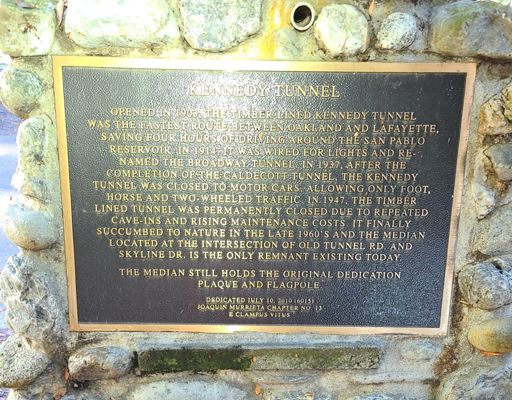 KENNEDY TUNNEL
OPENED IN 1903, THE TIMBER LINED KENNEDY TUNNEL
WAS THE FASTEST ROUTE BETWEEN OAKLAND AND LAFAYETTE,
SAVING FOUR HOURS OF DRIVING AROUND THE SAN PABLO
RESERVOIR. IN 1915 IT WAS WIRED FOR LIGHTS AND RE-
NAMED THE BROADWAY TUNNEL. IN 1937, AFTER THE
COMPLETION OF THE CALDECOTT TUNNEL, THE KENNEDY
TUNNEL WAS CLOSED TO MOTOR CARS, ALLOWING ONLY FOOT,
HORSE AND TWO-WHEELED TRAFFIC. IN 1947, THE TIMBER
LINED TUNNEL WAS PERMANENTLY CLOSED DUE TO REPEATED
CAVE-INS AND RISING MAINTENANCE COSTS. IT FINALLY
SUCCUMBED TO NATURE IN THE LATE 1960'S AND THE MEDIAN
LOCATED AT THE INTERSECTION OF OLD TUNNEL RD. AND
SKYLINE DR. IS THE ONLY REMNANT EXISTING TODAY.
THE MEDIAN STILL HOLDS THE ORIGINAL DEDICATION
PLAQUE AND FLAGPOLE.
DEDICATED JULY 10, 2010 (6015)
JOAQUIN MURRIETA CHAPTER NO. 13
E CLAMPUS VITUS